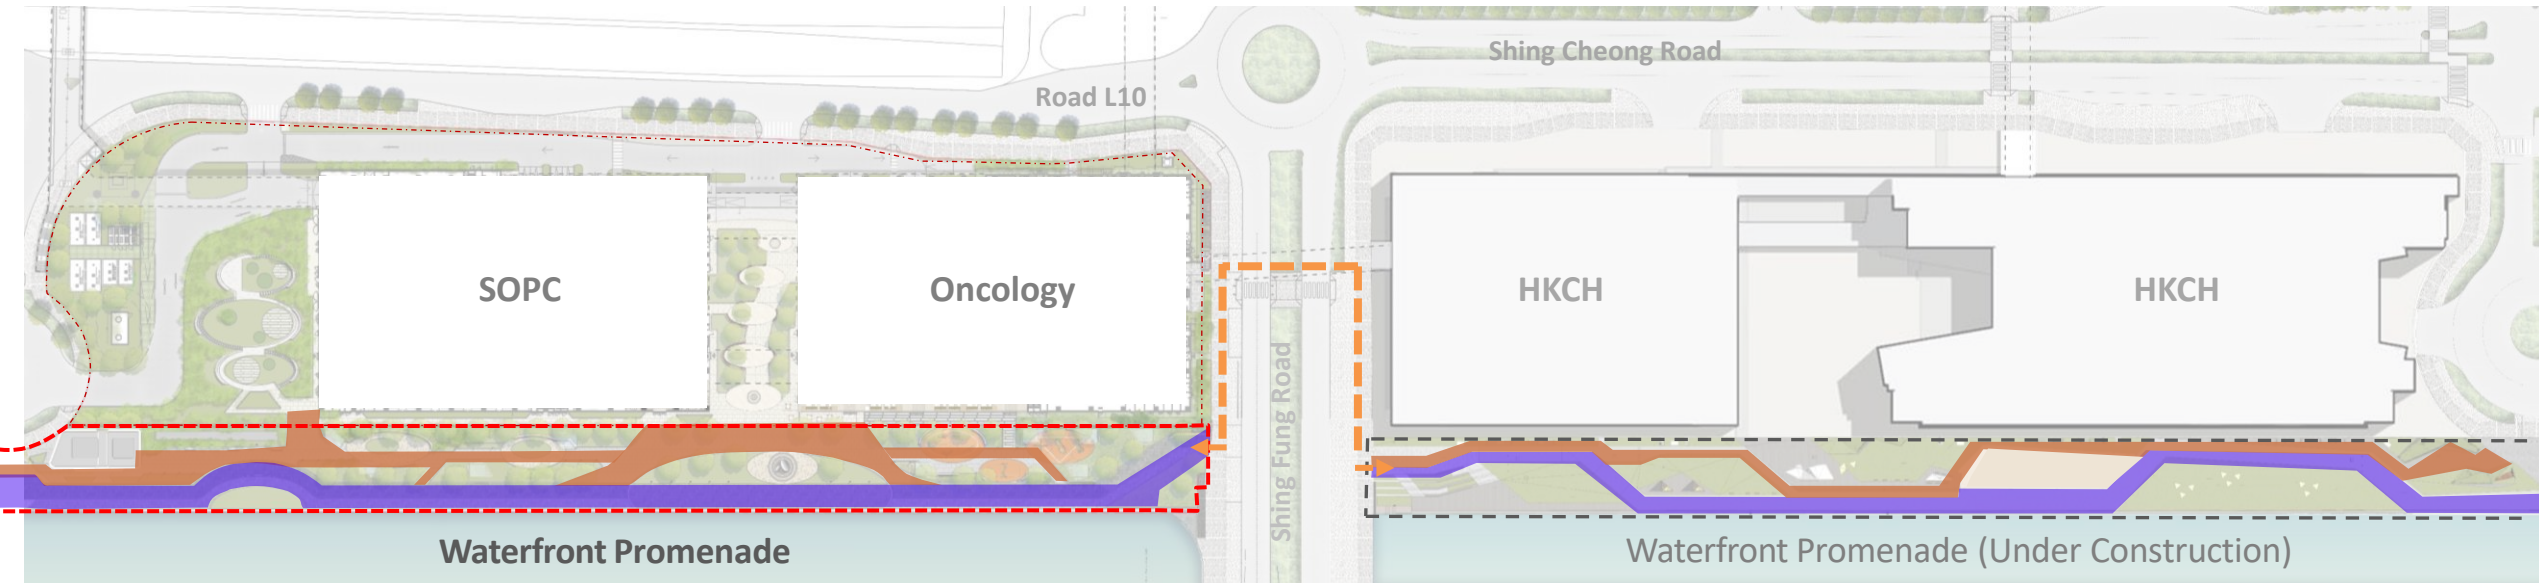 Shing Cheong Road
Road L10
SOPC
Oncology
HKCH
HKCH
Shing Fung Road
Waterfront Promenade
Waterfront Promenade (Under Construction)